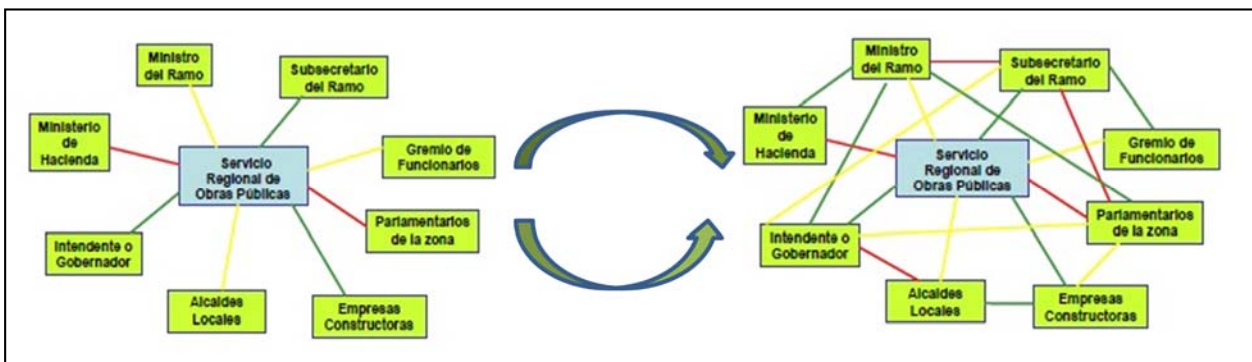 Ministro
del Ramo
Subsecretario
del Ramo
Ministerio
de
Hacienda
Gremio de
Funcionarios
Servicio
Regional de
Obras Públicas
Parlamentarios
de la zona
Intendente o
Gobernador
Alcaldes
Locales
Empresas
Constructoras
Ministro
del Ramo
Subsecretario
del Ramo
Ministerio
de
Hacienda
Gremio de
Funcionarios
Servicio
Regional de
Obras Públicas
Parlamentarios
de la zona
Intendente o
Gobernador
Alcaldes
Locales
Empresas
Constructoras